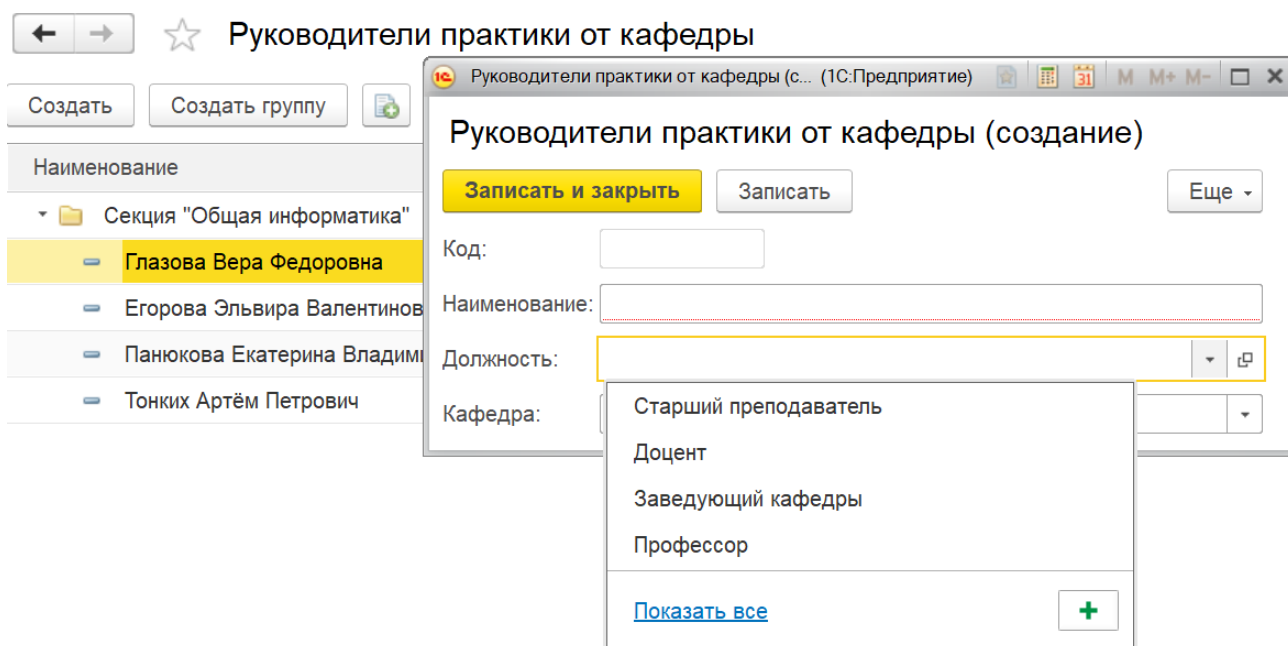 Руководители практики от кафедры
Создать
Создать группу
Наименование
Секция "Общая информатика"
Глазова Вера Федоровна
Егорова Эльвира Валентинов
Панюкова Екатерина Владими
Тонких Артём Петрович
1С Руководители практики от кафедры (с... (1С:Предприятие) 31 M M+ M-
Руководители практики от кафедры (создание)
Записать и закрыть Записать Еще
Код:
Наименование:
Должность:
Кафедра:
Старший преподаватель
Доцент
Заведующий кафедры
Профессор
Показать все